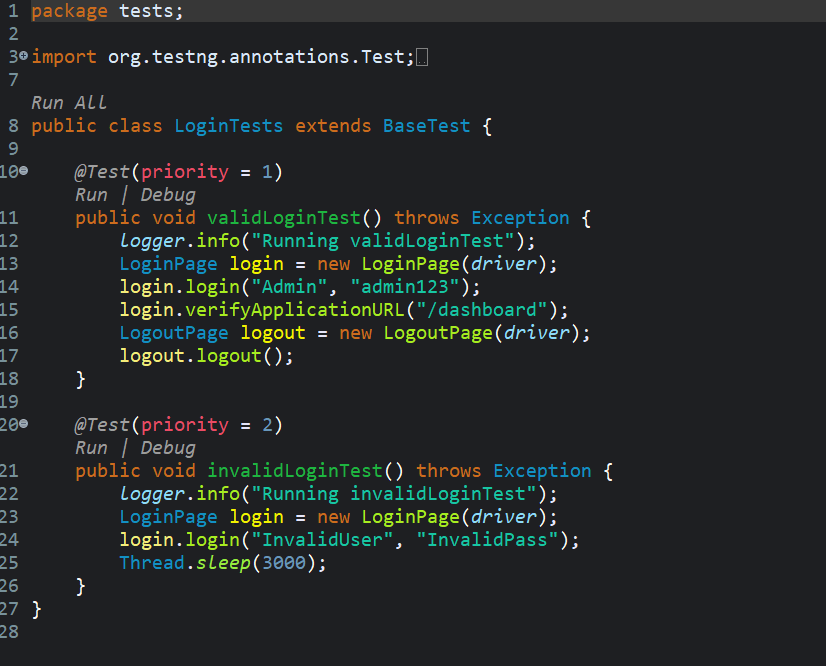 1 package tests;
2
3 import org.testng.annotations.Test;
7
Run All
8 public class LoginTests extends BaseTest {
9
10 @Test(priority = 1)
Run | Debug
11 public void validLoginTest() throws Exception {
12 logger.info("Running validLoginTest");
13 LoginPage login = new LoginPage(driver);
14 login.login("Admin", "admin123");
15 login.verifyApplicationURL("/dashboard");
16 LogoutPage logout = new LogoutPage(driver);
17 logout.logout();
18 }
19
20 @Test(priority = 2)
Run | Debug
21 public void invalidLoginTest() throws Exception {
22 logger.info("Running invalidLoginTest");
23 LoginPage login = new LoginPage(driver);
24 login.login("InvalidUser", "InvalidPass");
25 Thread.sleep(3000);
26 }
27 }
28